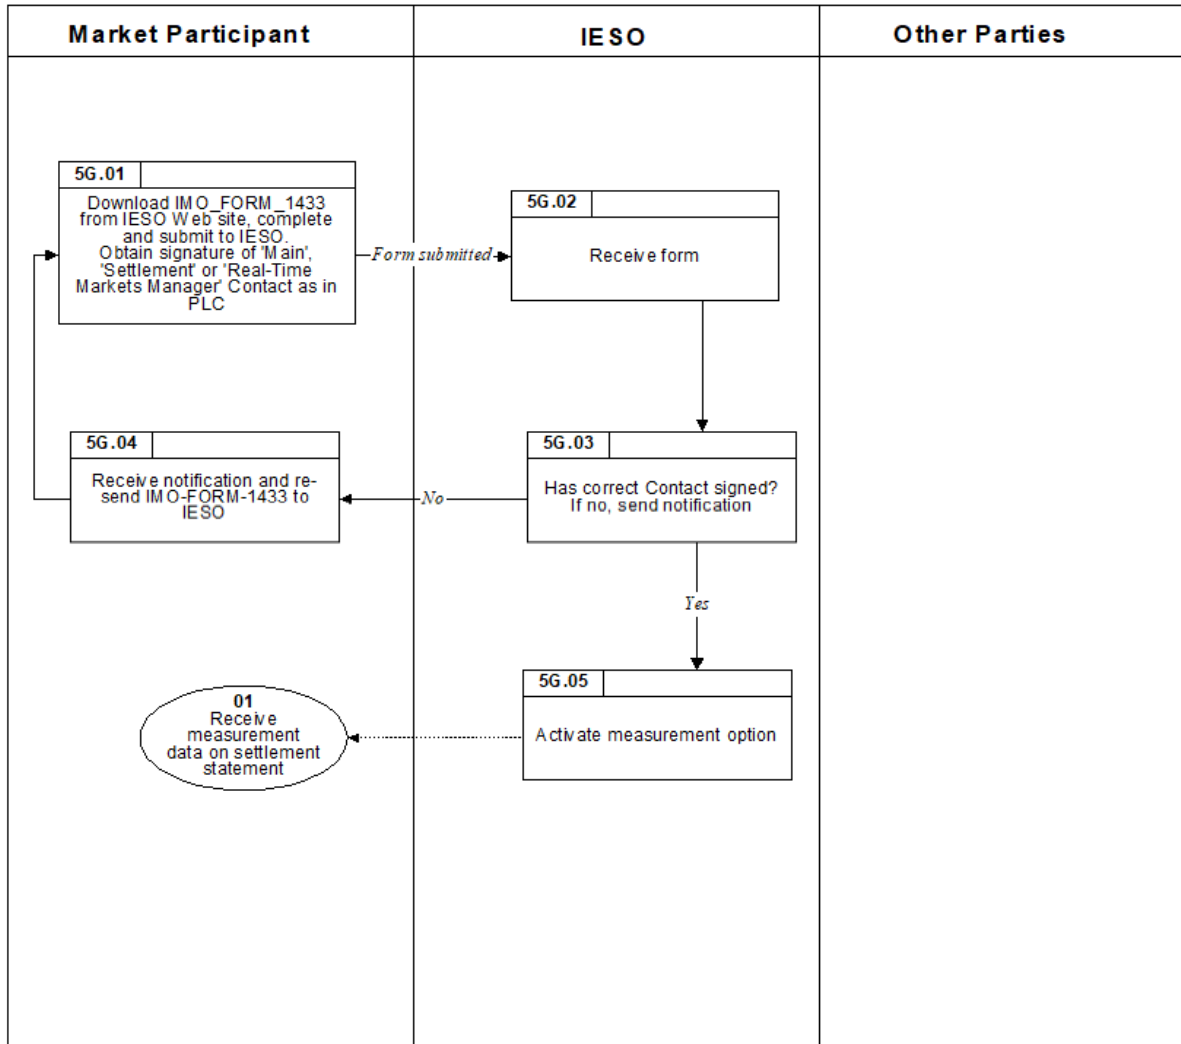 Market Participant
IESO
Other Parties
5G.01
Download IMO_FORM_1433
from IESO Web site, complete
and submit to IESO.
Obtain signature of 'Main',
'Settlement' or 'Real-Time
Markets Manager' Contact as in
PLC
Form submitted
5G.02
Receive form
5G.04
Receive notification and re-
send IMO-FORM-1433 to
IESO
No
5G.03
Has correct Contact signed?
If no, send notification
Yes
01
Receive
measurement
data on settlement
statement
5G.05
Activate measurement option